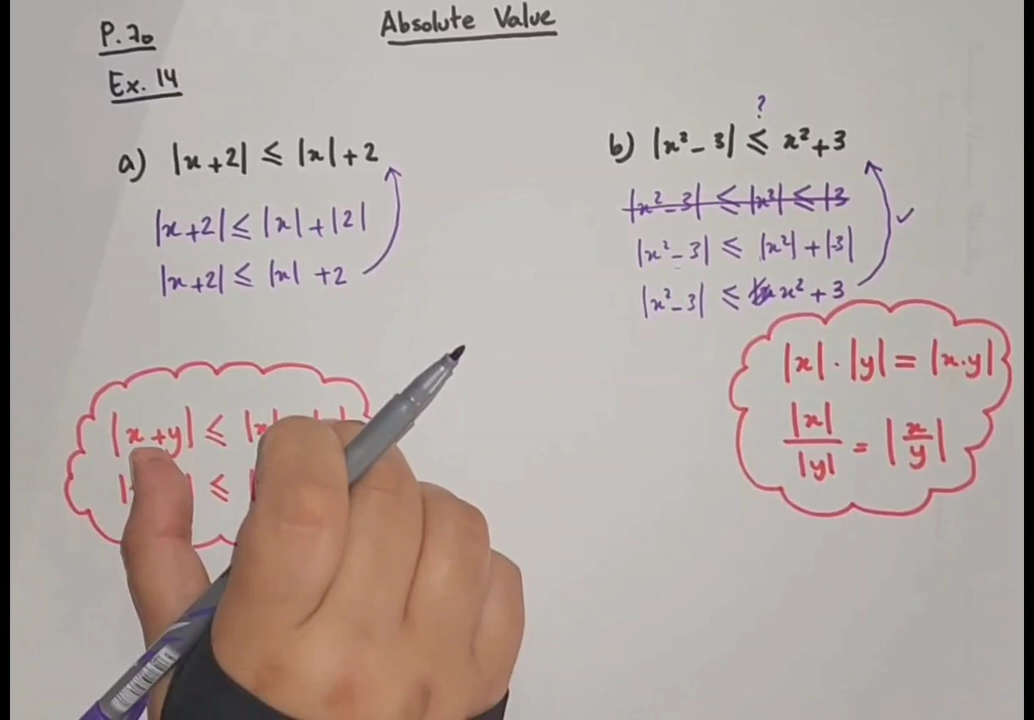 Absolute Value
P.70
Ex. 14
a) |x+2| ≤ |x|+2
|x+2| ≤ |x|+|2|
|x+2| ≤ |x| +2
b) |x²-3| ≤ x²+3
?
|x²-3| ≤ |x²| ≤ |3
|x²-3| ≤ |x²|+|3|
|x²-3| ≤ x²+3
✓
|x+y| ≤ |x|
≤
|x|·|y| = |x·y|
|x|/|y| = |x/y|